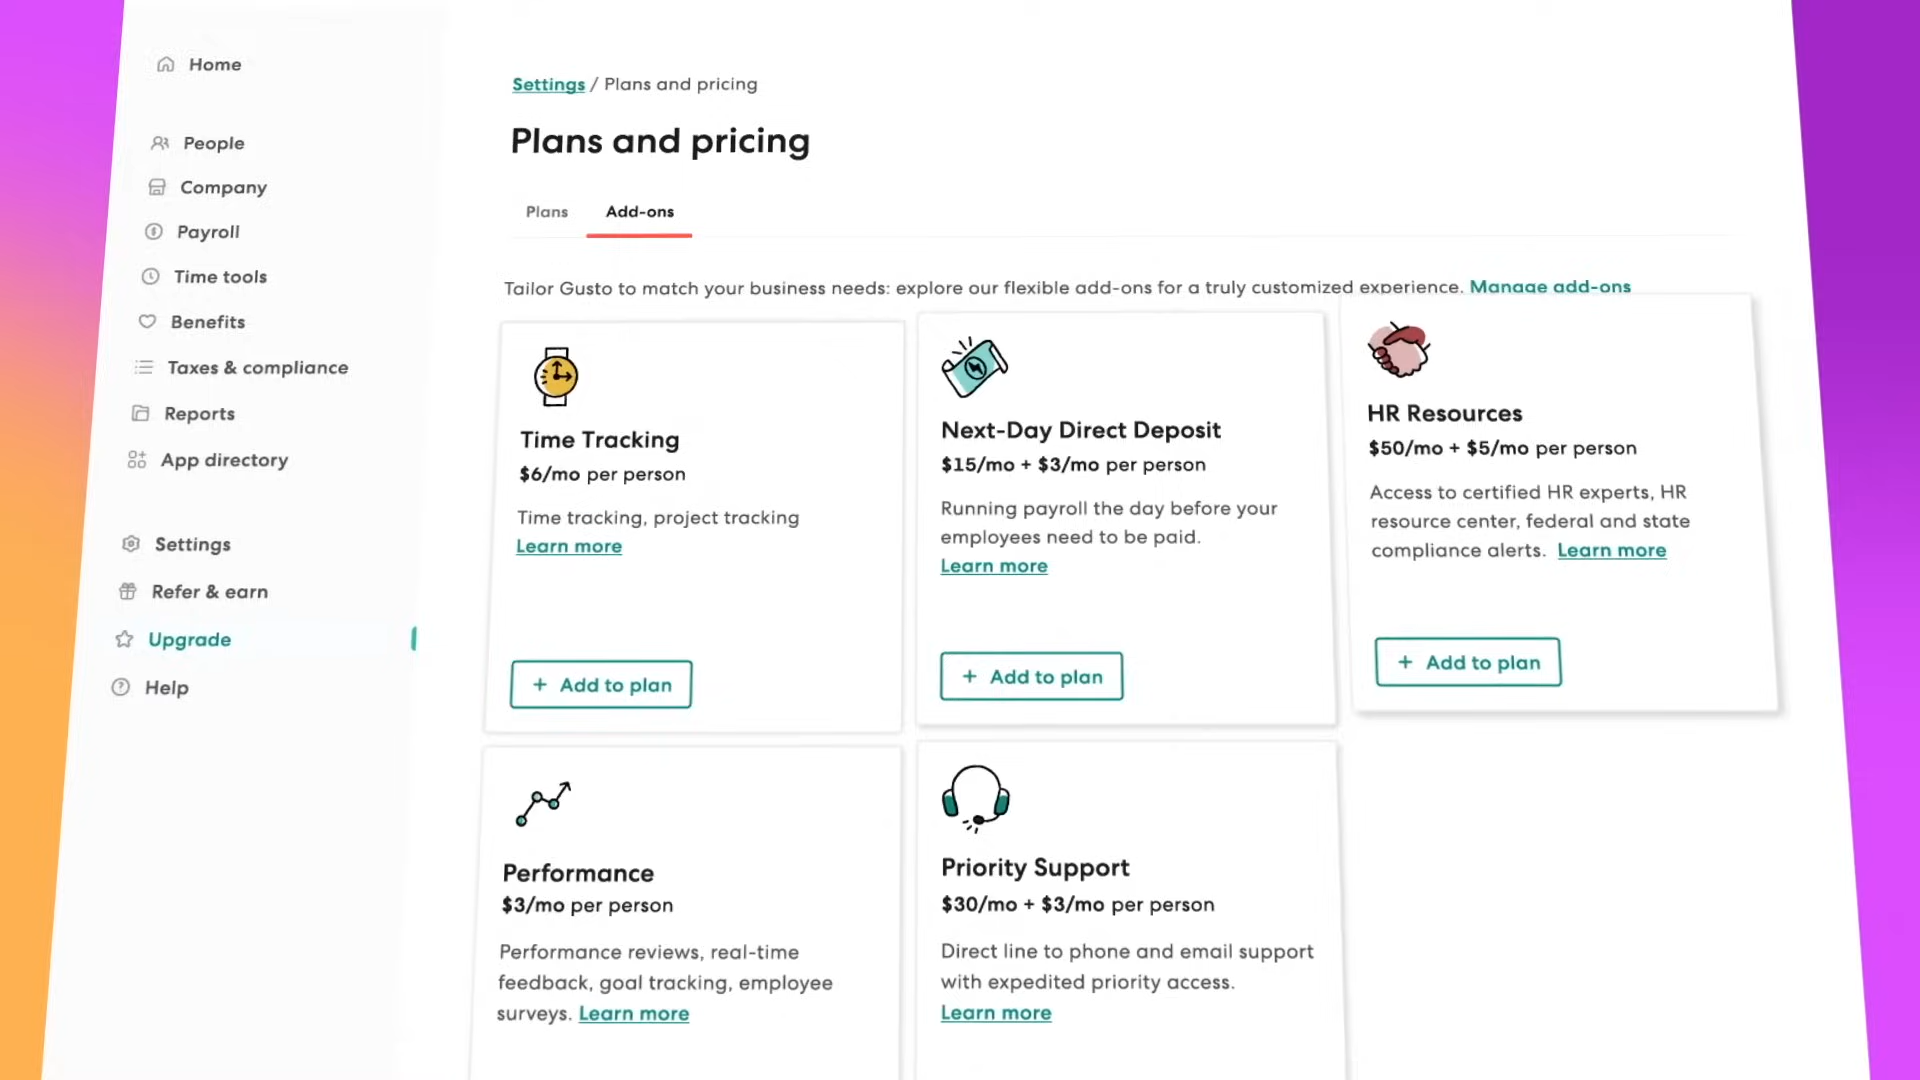 Home
People
Company
Payroll
Time tools
Benefits
Taxes & compliance
Reports
App directory
Settings
Refer & earn
Upgrade
Help
Settings / Plans and pricing
Plans and pricing
Plans
Add-ons
Tailor Gusto to match your business needs: explore our flexible add-ons for a truly customized experience. Manage add-ons
Time Tracking
$6/mo per person
Time tracking, project tracking
Learn more
+ Add to plan
Next-Day Direct Deposit
$15/mo + $3/mo per person
Running payroll the day before your
employees need to be paid.
Learn more
+ Add to plan
HR Resources
$50/mo + $5/mo per person
Access to certified HR experts, HR
resource center, federal and state
compliance alerts. Learn more
+ Add to plan
Performance
$3/mo per person
Performance reviews, real-time
feedback, goal tracking, employee
surveys. Learn more
Priority Support
$30/mo + $3/mo per person
Direct line to phone and email support
with expedited priority access.
Learn more